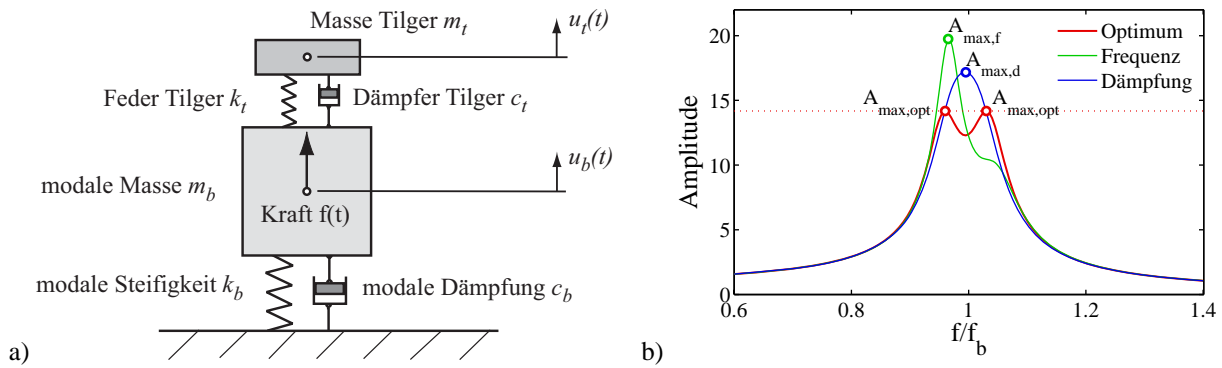 Masse Tilger m_t
u_t(t)
Feder Tilger k_t
Dämpfer Tilger c_t
u_b(t)
modale Masse m_b
Kraft f(t)
modale Steifigkeit k_b
modale Dämpfung c_b
a)
Amplitude
20
15
10
5
0
0.6
0.8
1
1.2
1.4
f/f_b
A_max,f
A_max,d
A_max,opt
A_max,opt
Optimum
Frequenz
Dämpfung
b)